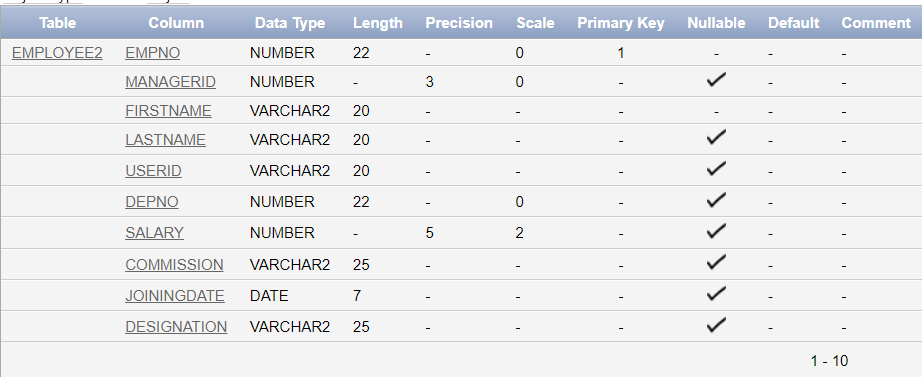 Table Column Data Type Length Precision Scale Primary Key Nullable Default Comment
EMPLOYEE2 EMPNO NUMBER 22 - 0 1 - - -
MANAGERID NUMBER - 3 0 - ✓ - -
FIRSTNAME VARCHAR2 20 - - - - - -
LASTNAME VARCHAR2 20 - - - ✓ - -
USERID VARCHAR2 20 - - - ✓ - -
DEPNO NUMBER 22 - 0 - ✓ - -
SALARY NUMBER - 5 2 - ✓ - -
COMMISSION VARCHAR2 25 - - - ✓ - -
JOININGDATE DATE 7 - - - ✓ - -
DESIGNATION VARCHAR2 25 - - - ✓ - -
1 - 10